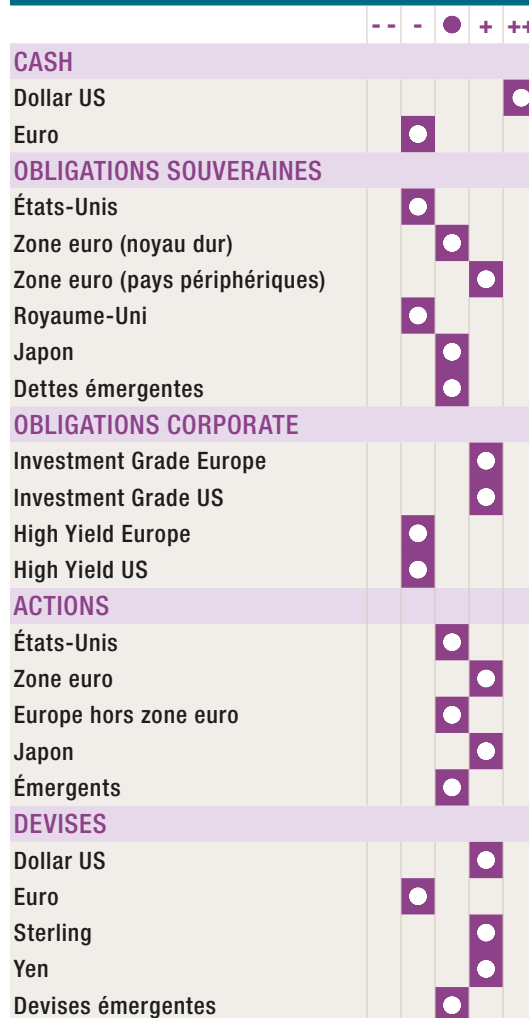 -- - ● + ++
CASH
Dollar US
Euro
OBLIGATIONS SOUVERAINES
États-Unis
Zone euro (noyau dur)
Zone euro (pays périphériques)
Royaume-Uni
Japon
Dettes émergentes
OBLIGATIONS CORPORATE
Investment Grade Europe
Investment Grade US
High Yield Europe
High Yield US
ACTIONS
États-Unis
Zone euro
Europe hors zone euro
Japon
Émergents
DEVISES
Dollar US
Euro
Sterling
Yen
Devises émergentes